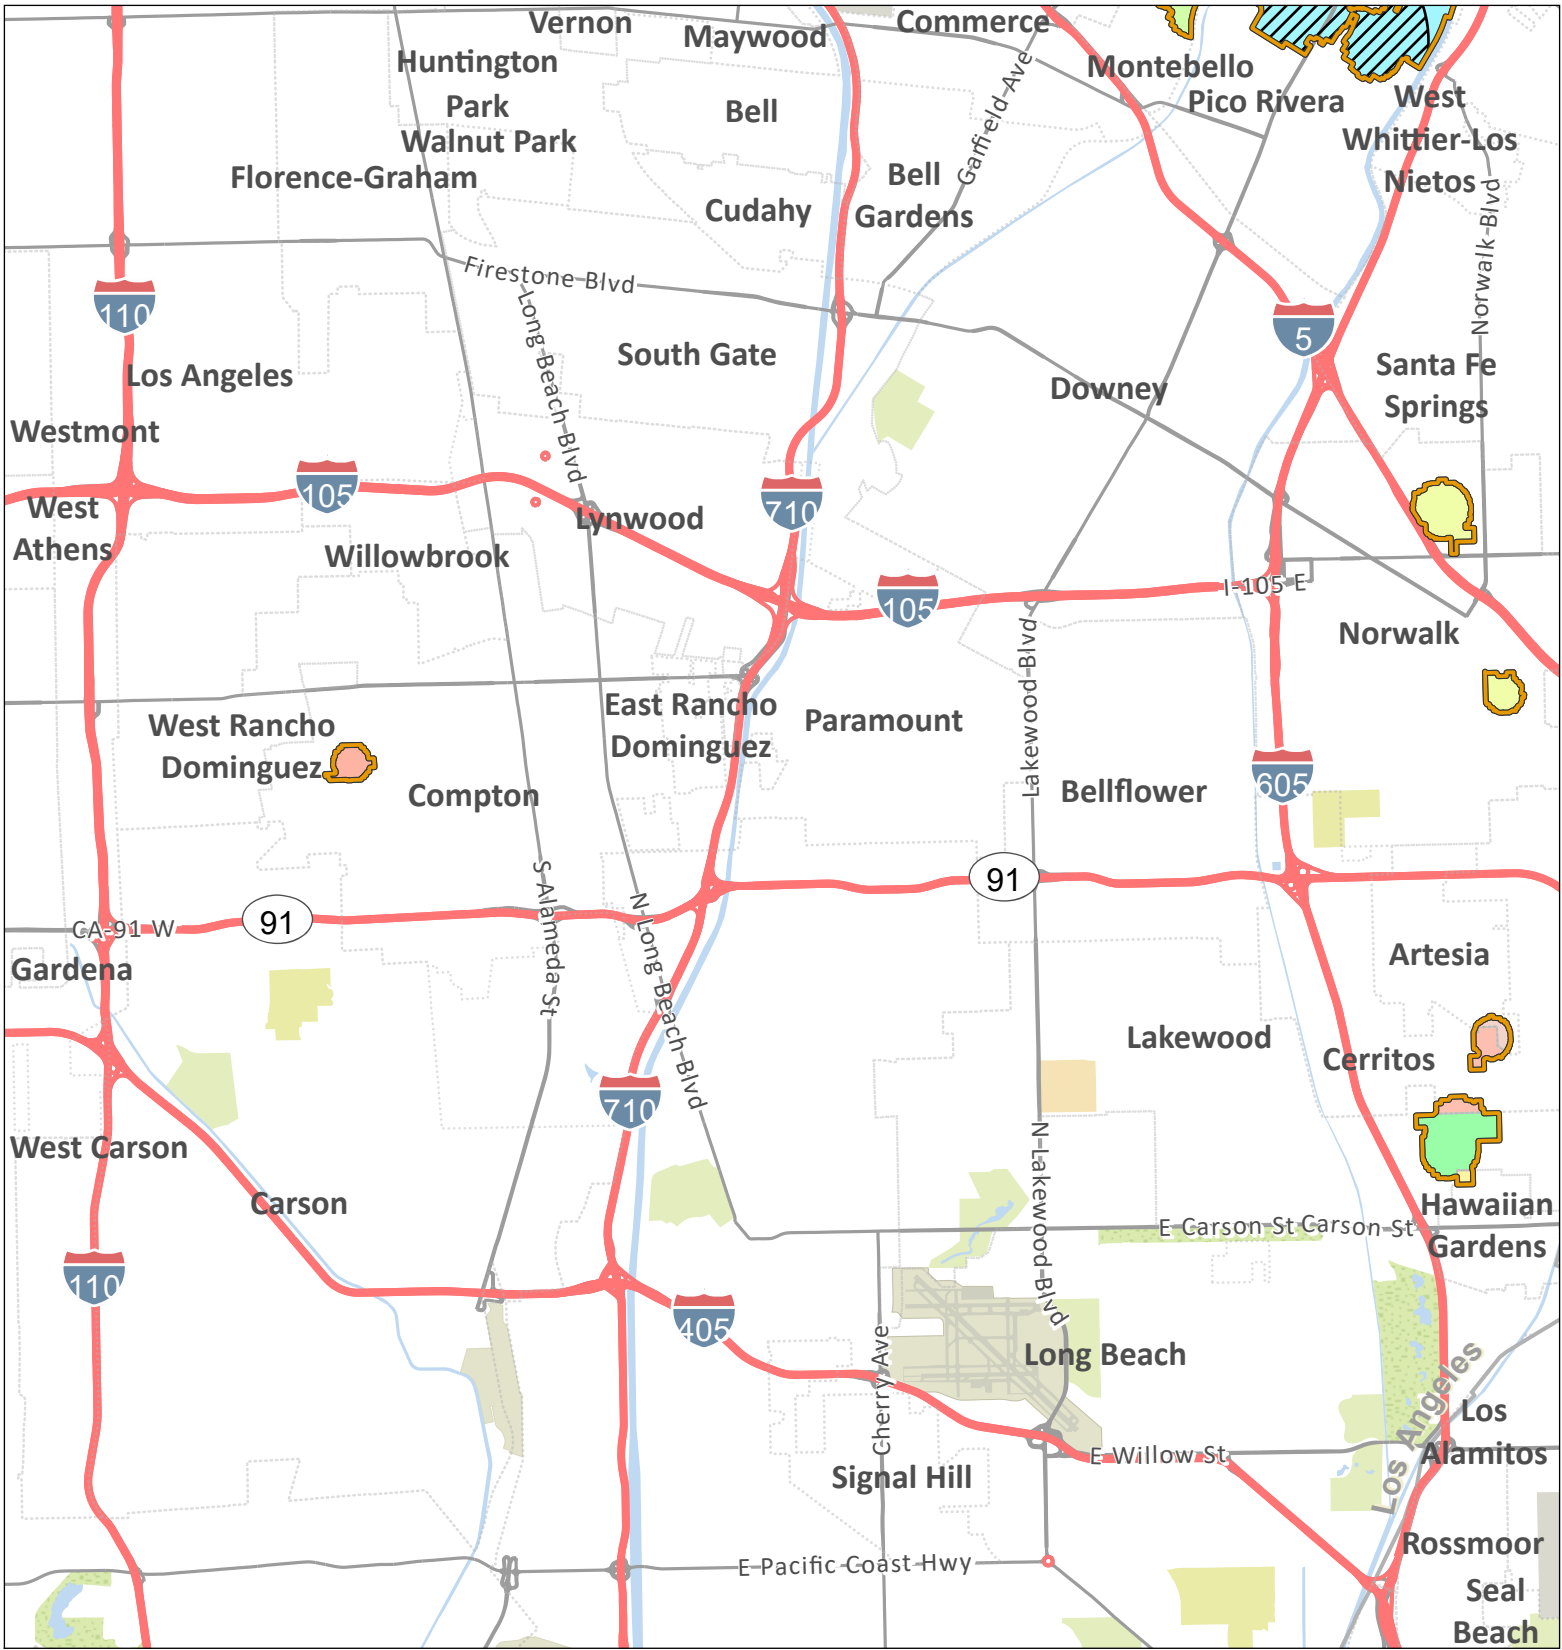 Vernon
Maywood
Commerce
Huntington
Park
Montebello
Bell
Pico Rivera
West
Whittier-Los
Nietos
Walnut Park
Florence-Graham
Bell
Gardens
Garfield Ave
Cudahy
Norwalk Blvd
Firestone Blvd
110
Long Beach Blvd
5
South Gate
Los Angeles
Downey
Santa Fe
Springs
Westmont
105
710
West
Athens
Lynwood
Willowbrook
105
I-105 E
Norwalk
Lakewood Blvd
East Rancho
Dominguez
West Rancho
Dominguez
Paramount
Compton
Bellflower
605
91
91
CA-91 W
S Alameda St
N Long Beach Blvd
Gardena
Artesia
Lakewood
Cerritos
710
West Carson
N Lakewood Blvd
Carson
Hawaiian
Gardens
E Carson St
Carson St
110
405
Cherry Ave
Long Beach
Los Angeles
Los
Alamitos
E Willow St
Signal Hill
Rossmoor
E Pacific Coast Hwy
Seal
Beach